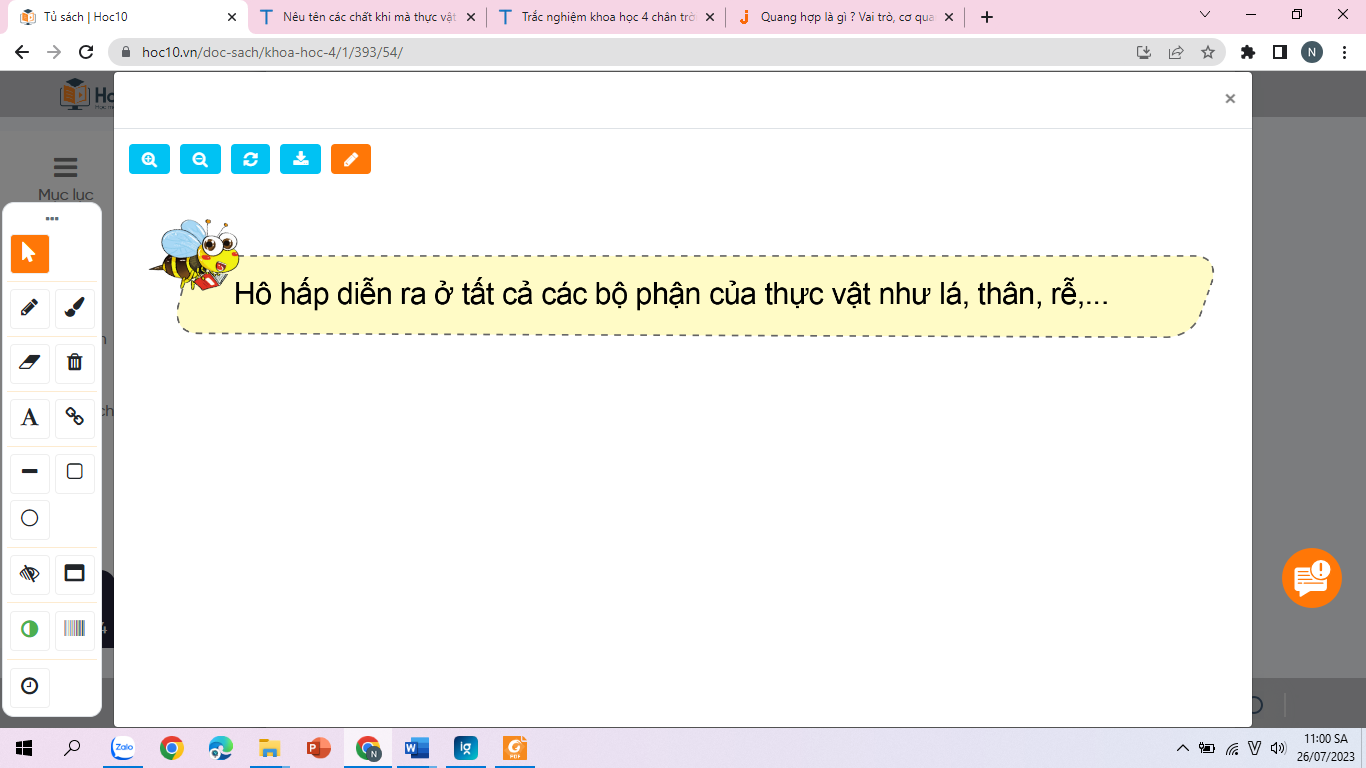 Tủ sách | Hoc10
Nêu tên các chất khi mà thực vật
Trắc nghiệm khoa học 4 chân trời
Quang hợp là gì ? Vai trò, cơ qua
hoc10.vn/doc-sach/khoa-hoc-4/1/393/54/
N
Mục lục
Hô hấp diễn ra ở tất cả các bộ phận của thực vật như lá, thân, rễ,...
A
Zalo
N
ig
PDF
11:00 SA
26/07/2023